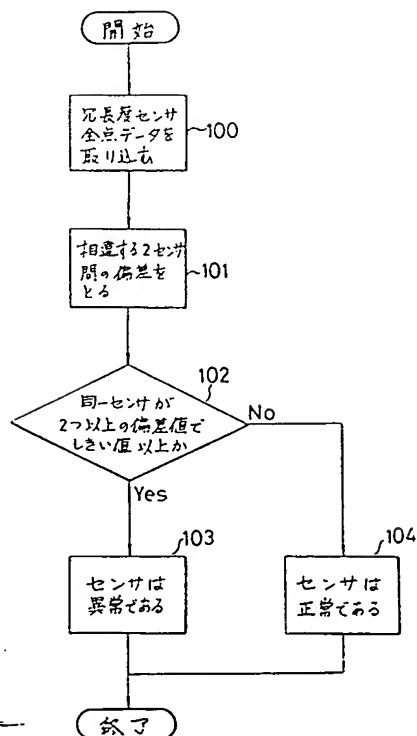 開始
冗長度センサ
全点データを
取り込む
100
相違する2センサ
間の偏差を
とる
101
102
同一センサが
2つ以上の偏差値で
しきい値以上か
No
Yes
103
センサは
異常である
104
センサは
正常である
終了